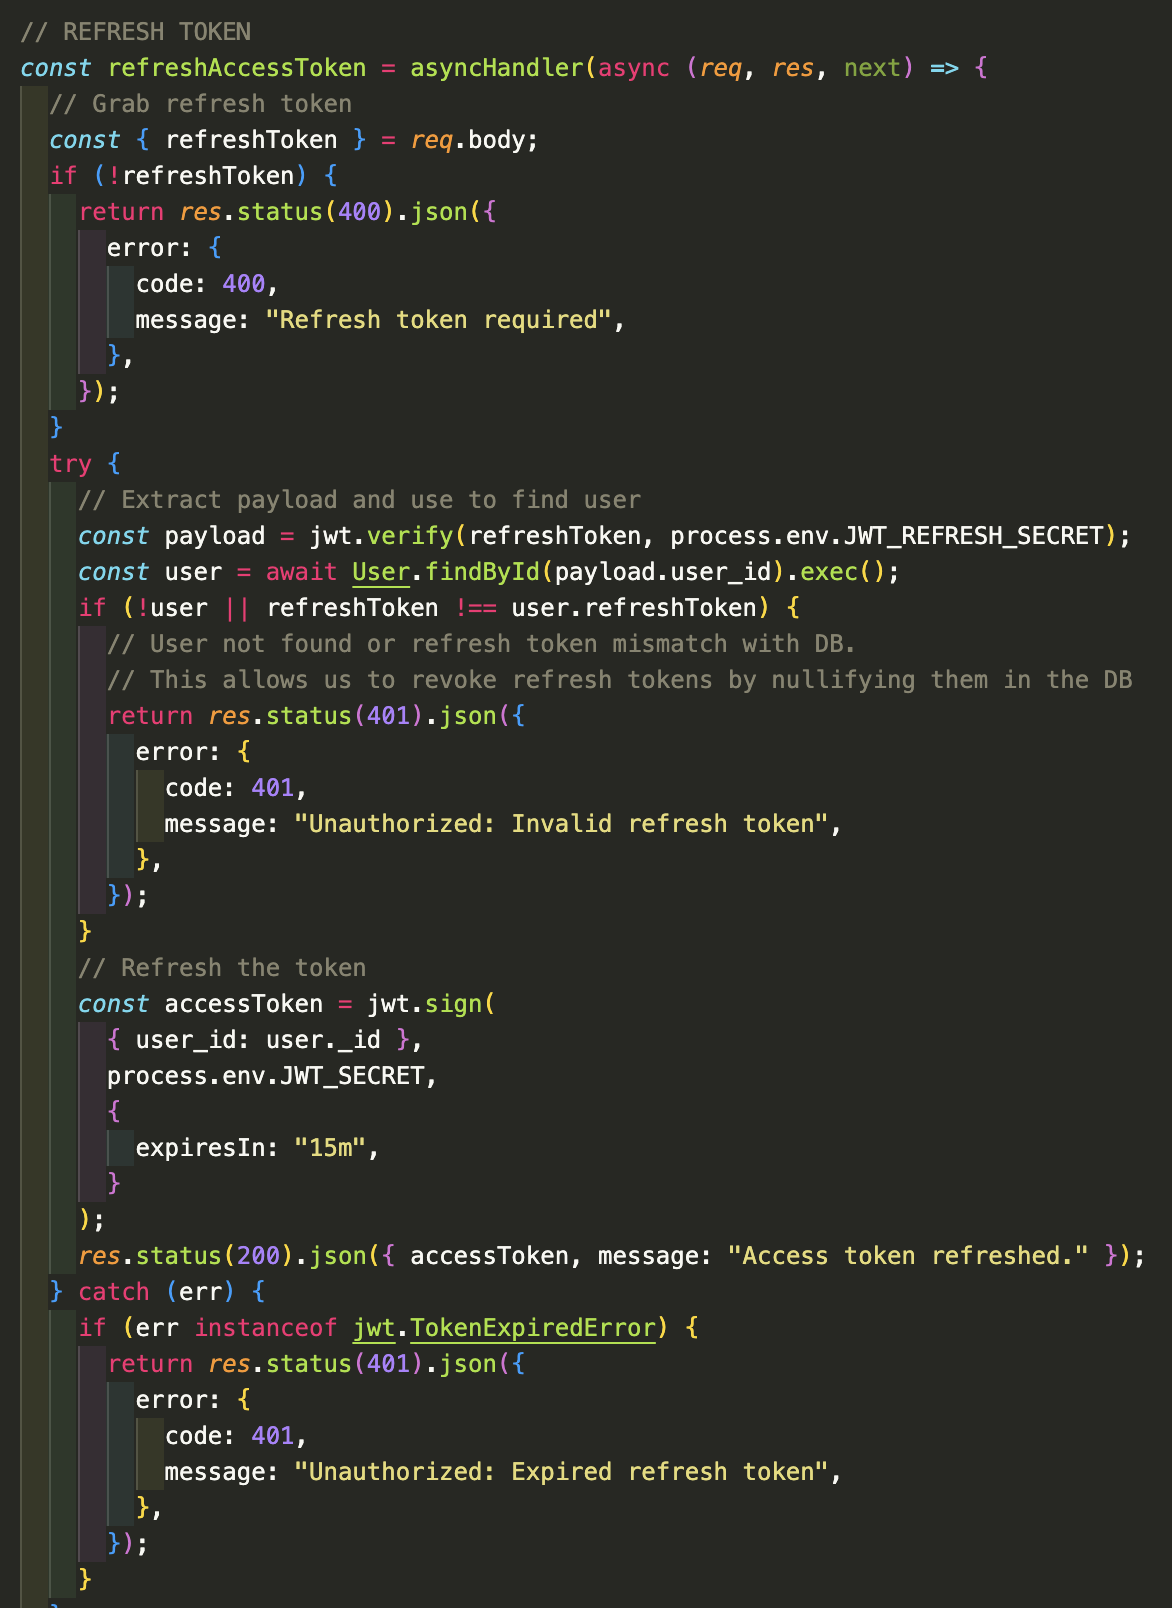 // REFRESH TOKEN
const refreshAccessToken = asyncHandler(async (req, res, next) => {
  // Grab refresh token
  const { refreshToken } = req.body;
  if (!refreshToken) {
    return res.status(400).json({
      error: {
        code: 400,
        message: "Refresh token required",
      },
    });
  }
  try {
    // Extract payload and use to find user
    const payload = jwt.verify(refreshToken, process.env.JWT_REFRESH_SECRET);
    const user = await User.findById(payload.user_id).exec();
    if (!user || refreshToken !== user.refreshToken) {
      // User not found or refresh token mismatch with DB.
      // This allows us to revoke refresh tokens by nullifying them in the DB
      return res.status(401).json({
        error: {
          code: 401,
          message: "Unauthorized: Invalid refresh token",
        },
      });
    }
    // Refresh the token
    const accessToken = jwt.sign(
      { user_id: user._id },
      process.env.JWT_SECRET,
      {
        expiresIn: "15m",
      }
    );
    res.status(200).json({ accessToken, message: "Access token refreshed." });
  } catch (err) {
    if (err instanceof jwt.TokenExpiredError) {
      return res.status(401).json({
        error: {
          code: 401,
          message: "Unauthorized: Expired refresh token",
        },
      });
    }